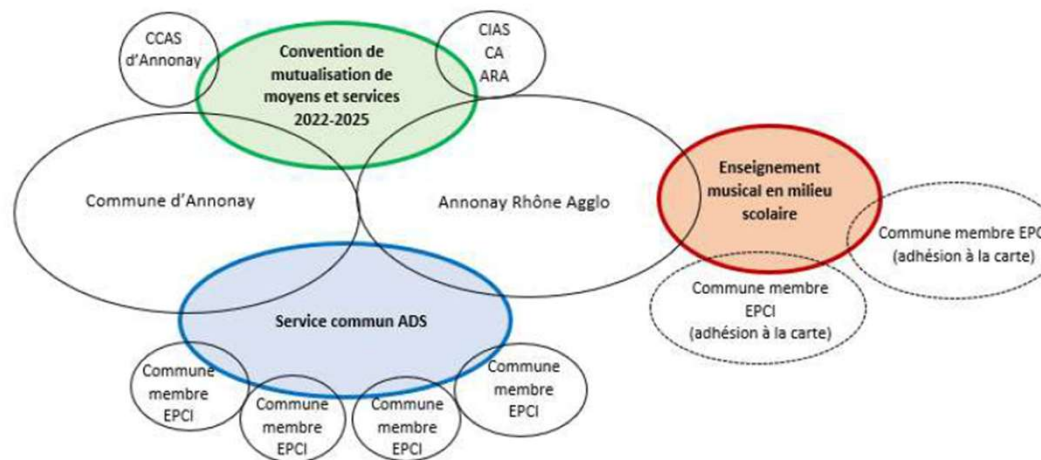 CCAS
d'Annonay
Convention de
mutualisation de
moyens et services
2022-2025
CIAS
CA
ARA
Commune d'Annonay
Annonay Rhône Agglo
Enseignement
musical en milieu
scolaire
Commune membre EPC
(adhésion à la carte)
Commune membre
EPCI
(adhésion à la carte)
Service commun ADS
Commune
membre
EPCI
Commune
membre
EPCI
Commune
membre
EPCI
Commune
membre
EPCI